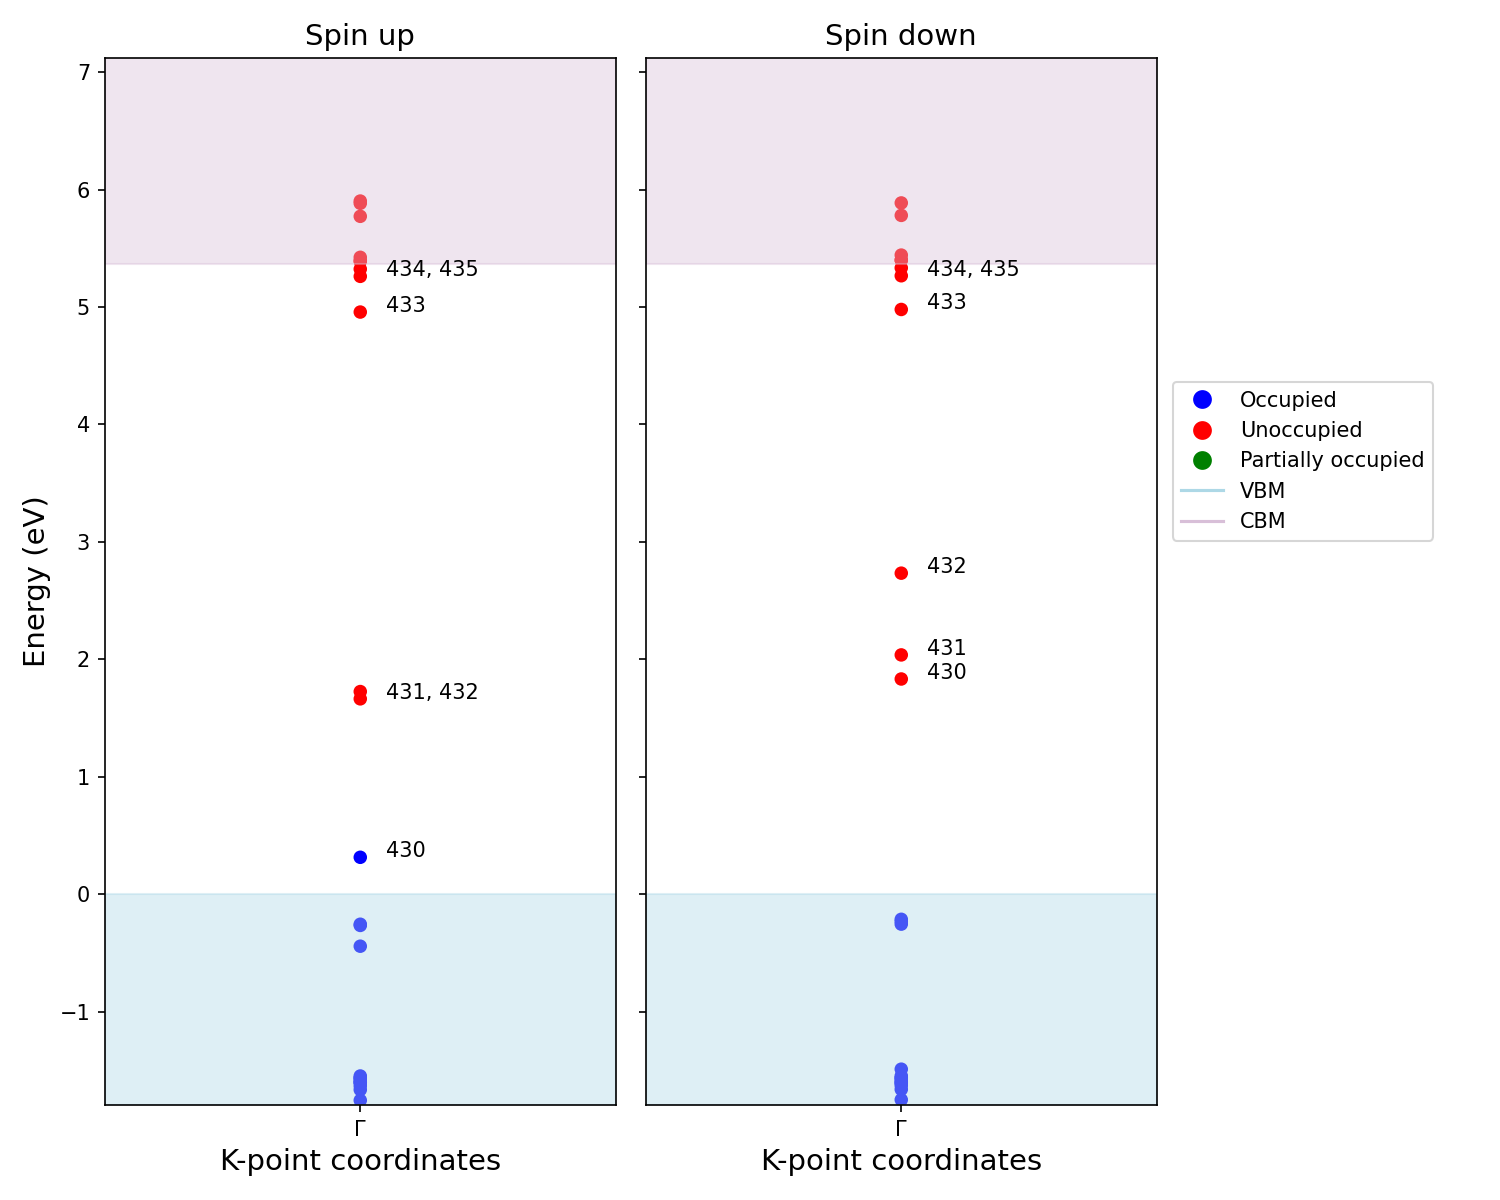 Spin up
Spin down
Energy (eV)
7
6
5
4
3
2
1
0
−1
434, 435
433
431, 432
430
434, 435
433
432
431
430
Γ
Γ
K-point coordinates
K-point coordinates
Occupied
Unoccupied
Partially occupied
VBM
CBM